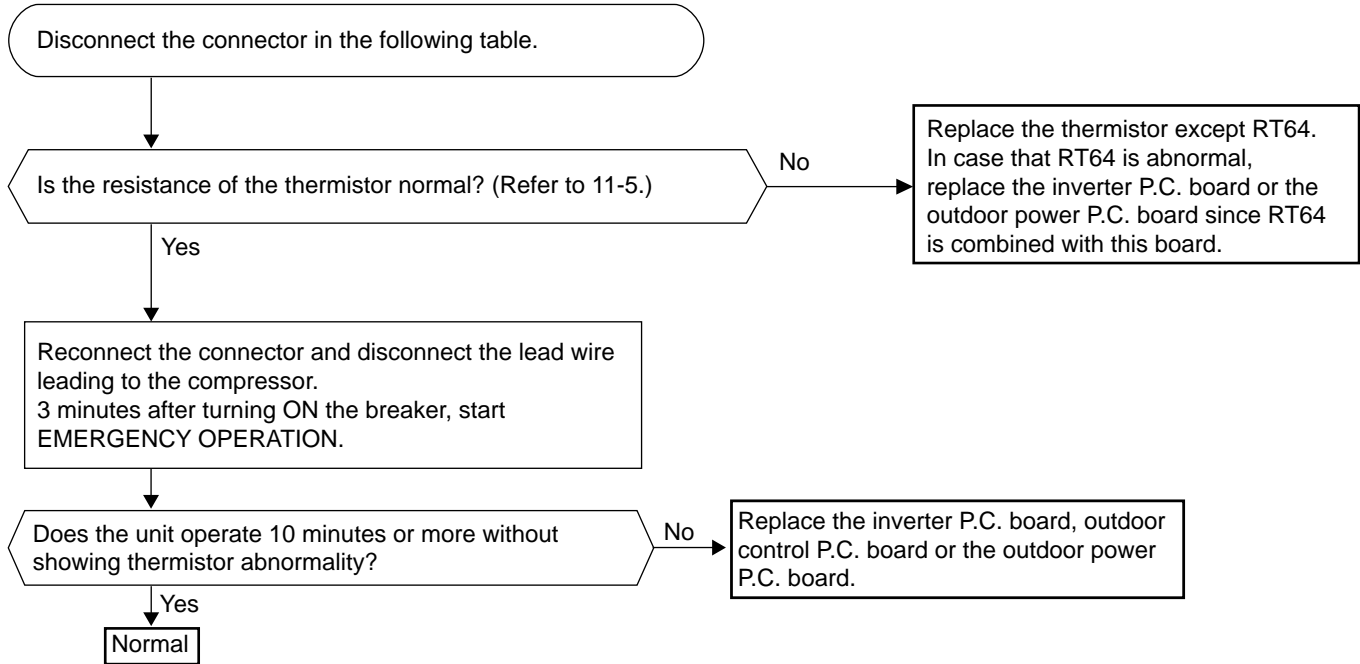 Disconnect the connector in the following table.
Is the resistance of the thermistor normal? (Refer to 11-5.)
No
Replace the thermistor except RT64.
In case that RT64 is abnormal,
replace the inverter P.C. board or the
outdoor power P.C. board since RT64
is combined with this board.
Yes
Reconnect the connector and disconnect the lead wire
leading to the compressor.
3 minutes after turning ON the breaker, start
EMERGENCY OPERATION.
Does the unit operate 10 minutes or more without
showing thermistor abnormality?
No
Replace the inverter P.C. board, outdoor
control P.C. board or the outdoor power
P.C. board.
Yes
Normal